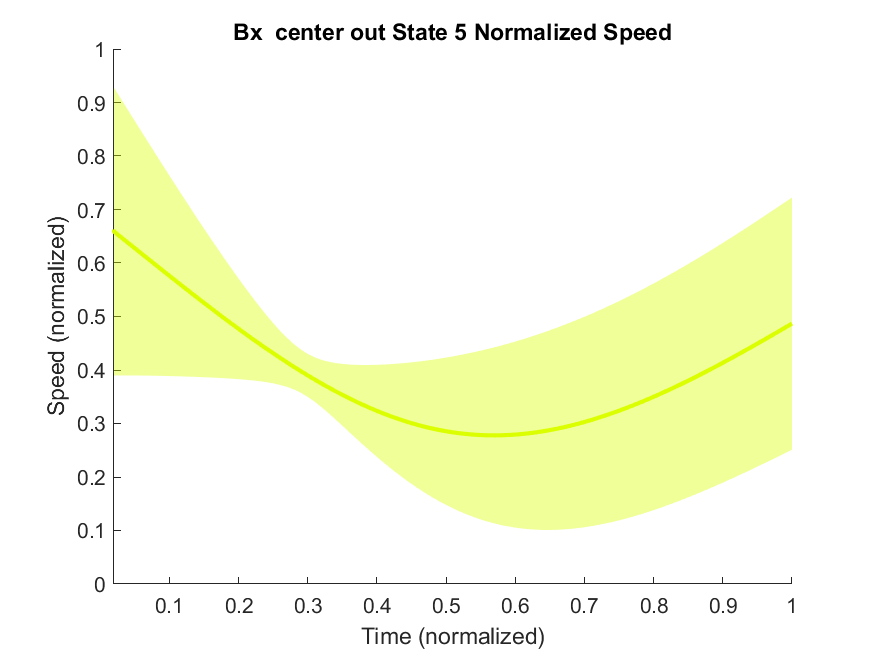 Bx  center out State 5 Normalized Speed
1
0.9
0.8
0.7
0.6
0.5
0.4
0.3
0.2
0.1
0
Speed (normalized)
0.1 0.2 0.3 0.4 0.5 0.6 0.7 0.8 0.9 1
Time (normalized)